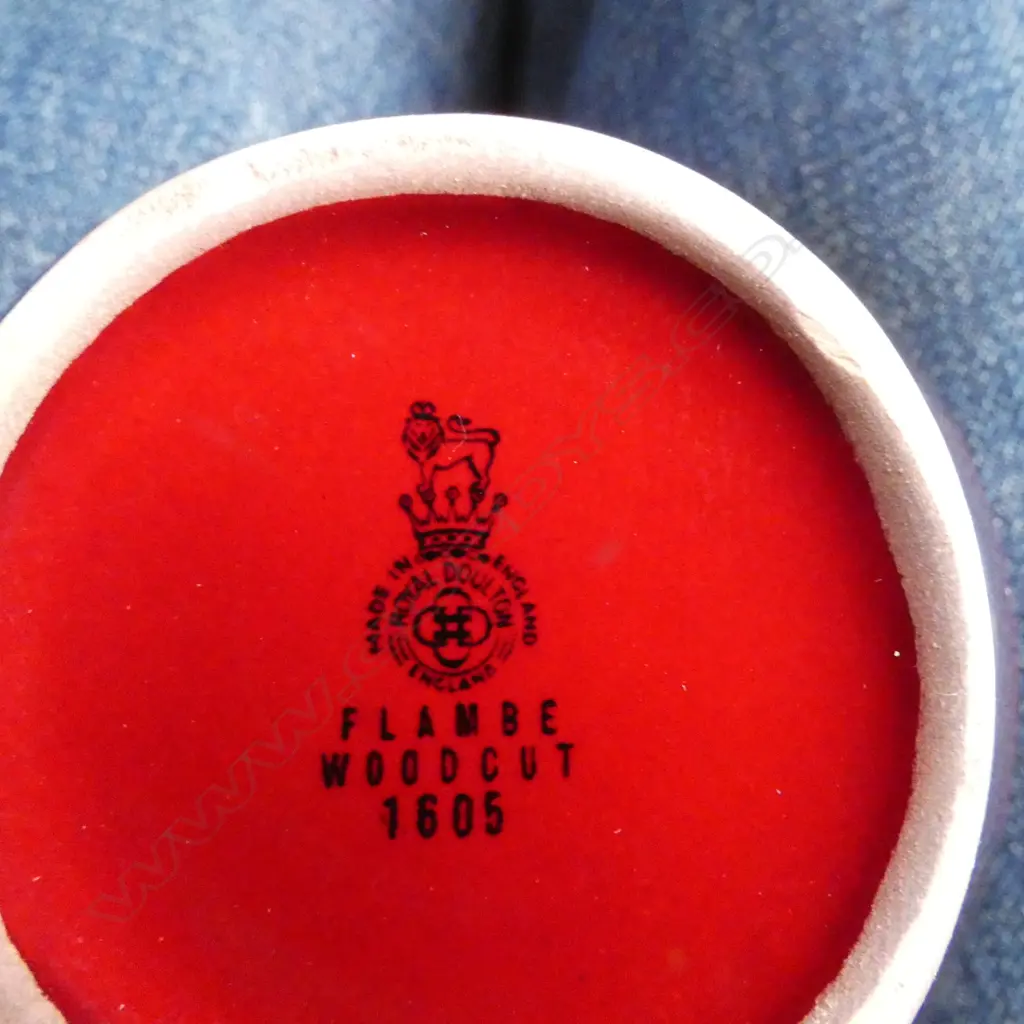 MADE IN ENGLAND
ROYAL DOULTON
ENGLAND
FLAMBE
WOODCUT
1605